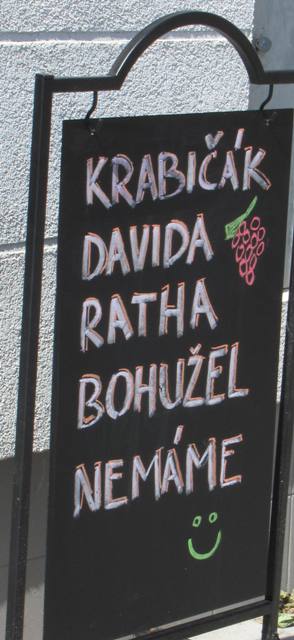 KRABIČÁK
DAVIDA
RATHA
BOHUŽEL
NEMÁME